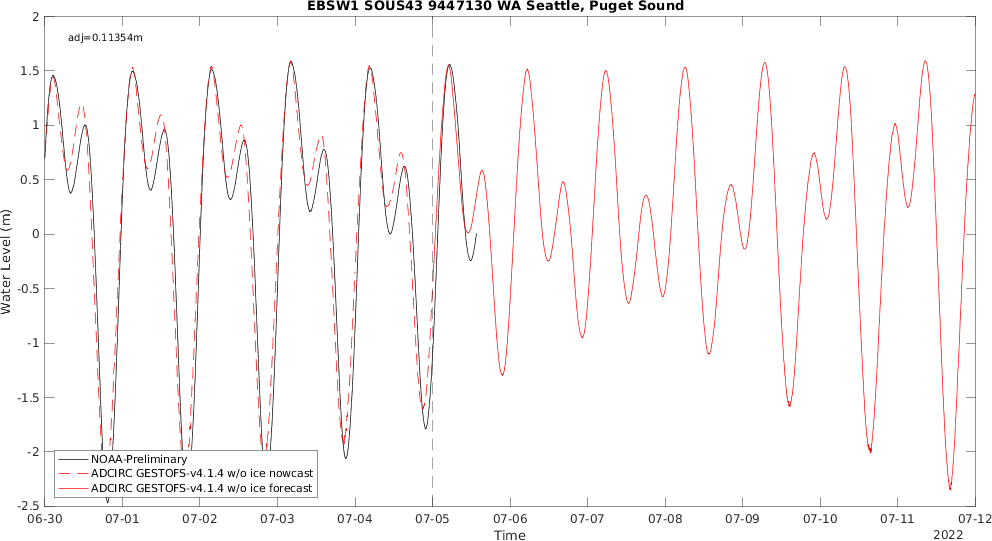 EBSW1 SOUS43 9447130 WA Seattle, Puget Sound
adj=0.11354m
2
1.5
1
0.5
0
-0.5
-1
-1.5
-2
-2.5
Water Level (m)
NOAA-Preliminary
ADCIRC GESTOFS-v4.1.4 w/o ice nowcast
ADCIRC GESTOFS-v4.1.4 w/o ice forecast
06-30 07-01 07-02 07-03 07-04 07-05 07-06 07-07 07-08 07-09 07-10 07-11 07-12
Time
2022